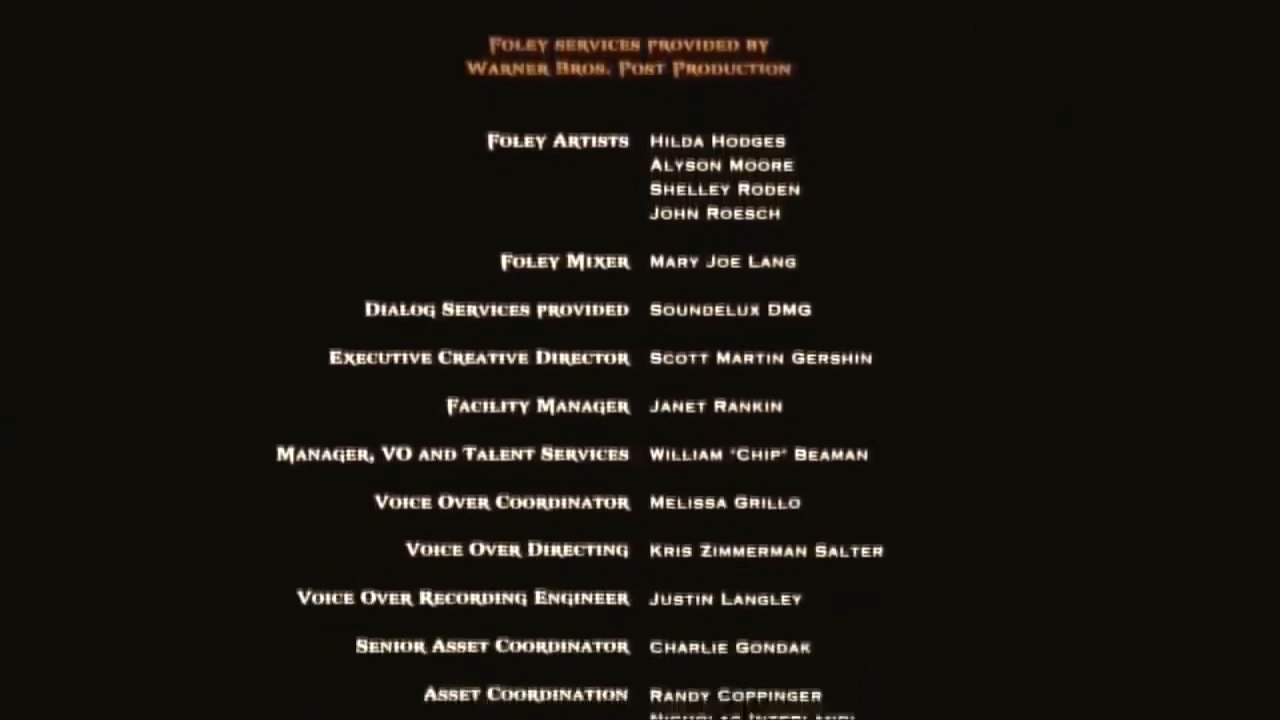 Foley services provided by
Warner Bros. Post Production
Foley Artists Hilda Hodges
Alyson Moore
Shelley Roden
John Roesch
Foley Mixer Mary Joe Lang
Dialog Services provided Soundelux DMG
Executive Creative Director Scott Martin Gershin
Facility Manager Janet Rankin
Manager, VO and Talent Services William "Chip" Beaman
Voice Over Coordinator Melissa Grillo
Voice Over Directing Kris Zimmerman Salter
Voice Over Recording Engineer Justin Langley
Senior Asset Coordinator Charlie Gondak
Asset Coordination Randy Coppinger